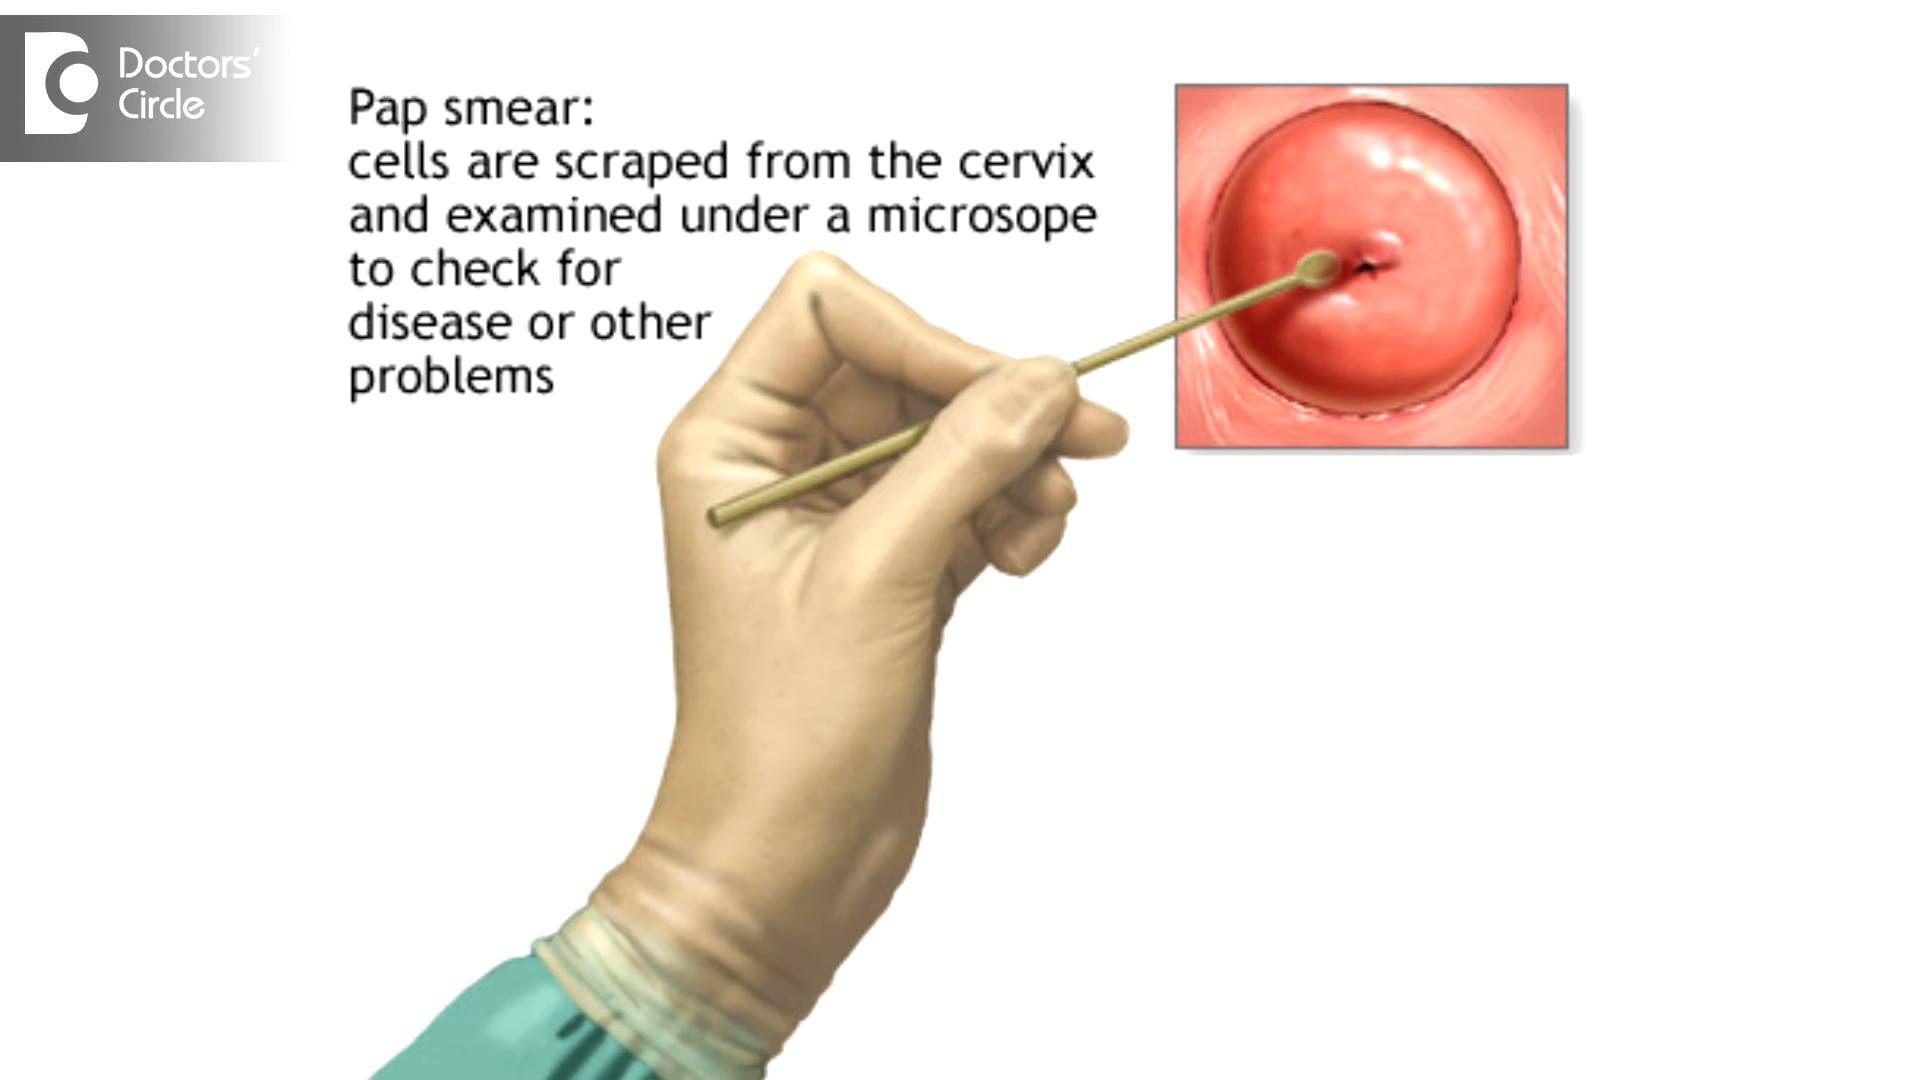 Doctors'
Circle
Pap smear:
cells are scraped from the cervix
and examined under a microsope
to check for
disease or other
problems